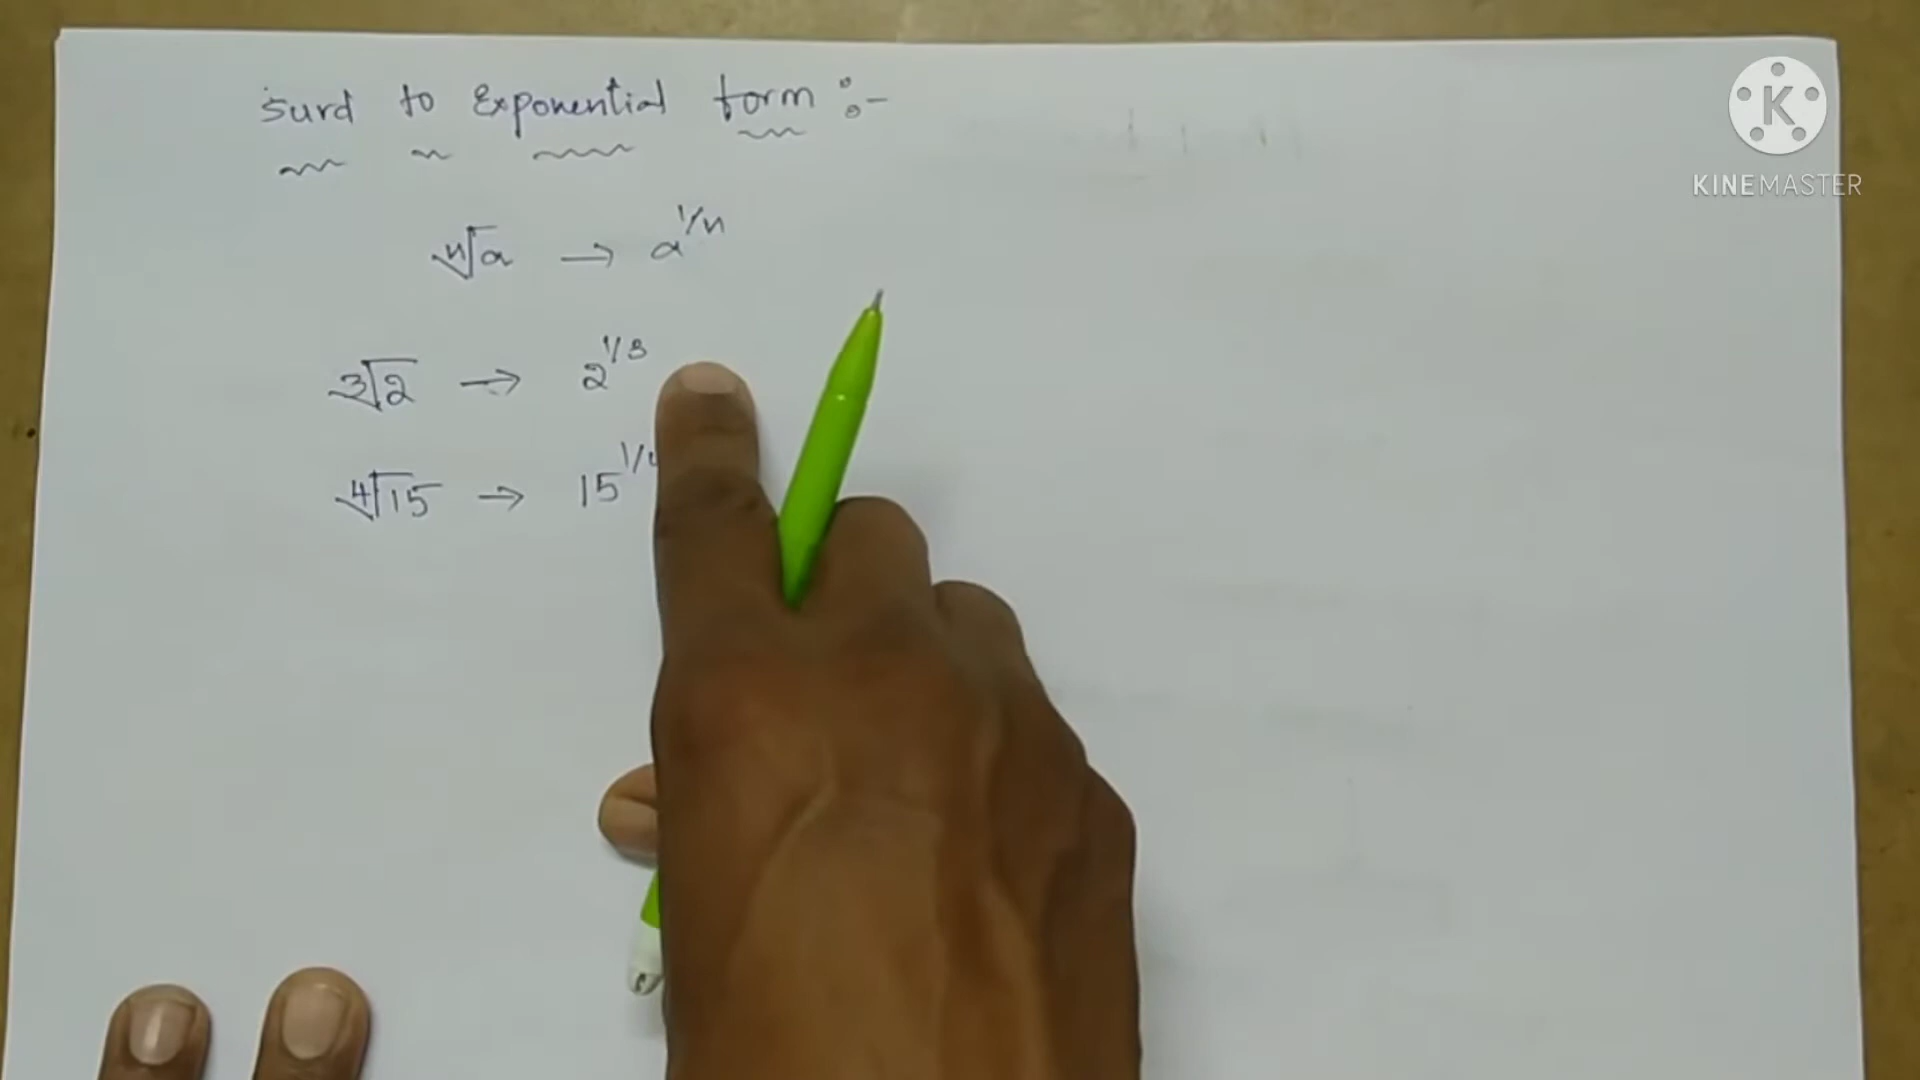 Surd to Exponential form :-
K
KINEMASTER
ⁿ√a → a^1/n
³√2 → 2^1/3
⁴√15 → 15^1/4